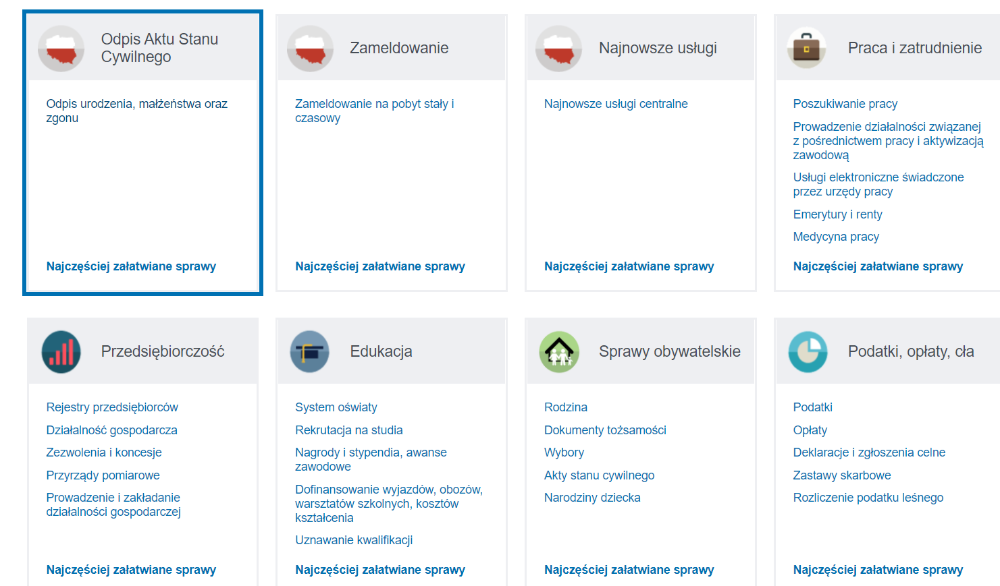 Odpis Aktu Stanu
Cywilnego
Odpis urodzenia, małżeństwa oraz
zgonu
Najczęściej załatwiane sprawy
Zameldowanie
Zameldowanie na pobyt stały i
czasowy
Najczęściej załatwiane sprawy
Najnowsze usługi
Najnowsze usługi centralne
Najczęściej załatwiane sprawy
Praca i zatrudnienie
Poszukiwanie pracy
Prowadzenie działalności związanej
z pośrednictwem pracy i aktywizacją
zawodową
Usługi elektroniczne świadczone
przez urzędy pracy
Emerytury i renty
Medycyna pracy
Najczęściej załatwiane sprawy
Przedsiębiorczość
Rejestry przedsiębiorców
Działalność gospodarcza
Zezwolenia i koncesje
Przyrządy pomiarowe
Prowadzenie i zakładanie
działalności gospodarczej
Najczęściej załatwiane sprawy
Edukacja
System oświaty
Rekrutacja na studia
Nagrody i stypendia, awanse
zawodowe
Dofinansowanie wyjazdów, obozów,
warsztatów szkolnych, kosztów
kształcenia
Uznawanie kwalifikacji
Najczęściej załatwiane sprawy
Sprawy obywatelskie
Rodzina
Dokumenty tożsamości
Wybory
Akty stanu cywilnego
Narodziny dziecka
Najczęściej załatwiane sprawy
Podatki, opłaty, cła
Podatki
Opłaty
Deklaracje i zgłoszenia celne
Zastawy skarbowe
Rozliczenie podatku leśnego
Najczęściej załatwiane sprawy